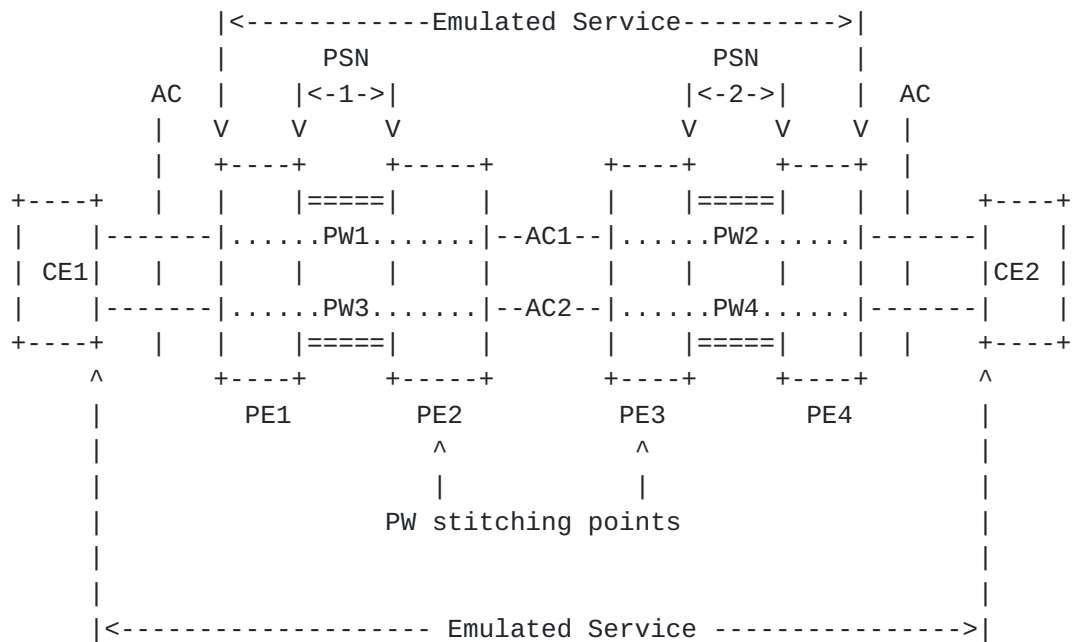 |<------------Emulated Service---------->|
PSN PSN
AC |<-1->| |<-2->| AC
V V V V V V
|.......PW1.......|--AC1--|......PW2......|
CE1 CE2
|......PW3.......|--AC2--|......PW4......|
PE1 PE2 PE3 PE4
PW stitching points
|<-------------------- Emulated Service ------------------>|